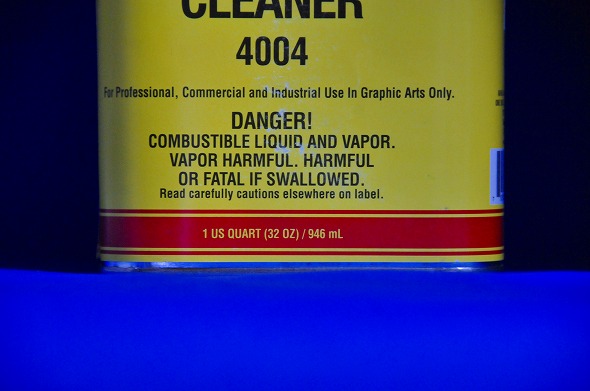 CLEANER
4004
For Professional, Commercial and Industrial Use In Graphic Arts Only.
DANGER!
COMBUSTIBLE LIQUID AND VAPOR.
VAPOR HARMFUL. HARMFUL
OR FATAL IF SWALLOWED.
Read carefully cautions elsewhere on label.
1 US QUART (32 OZ) / 946 mL